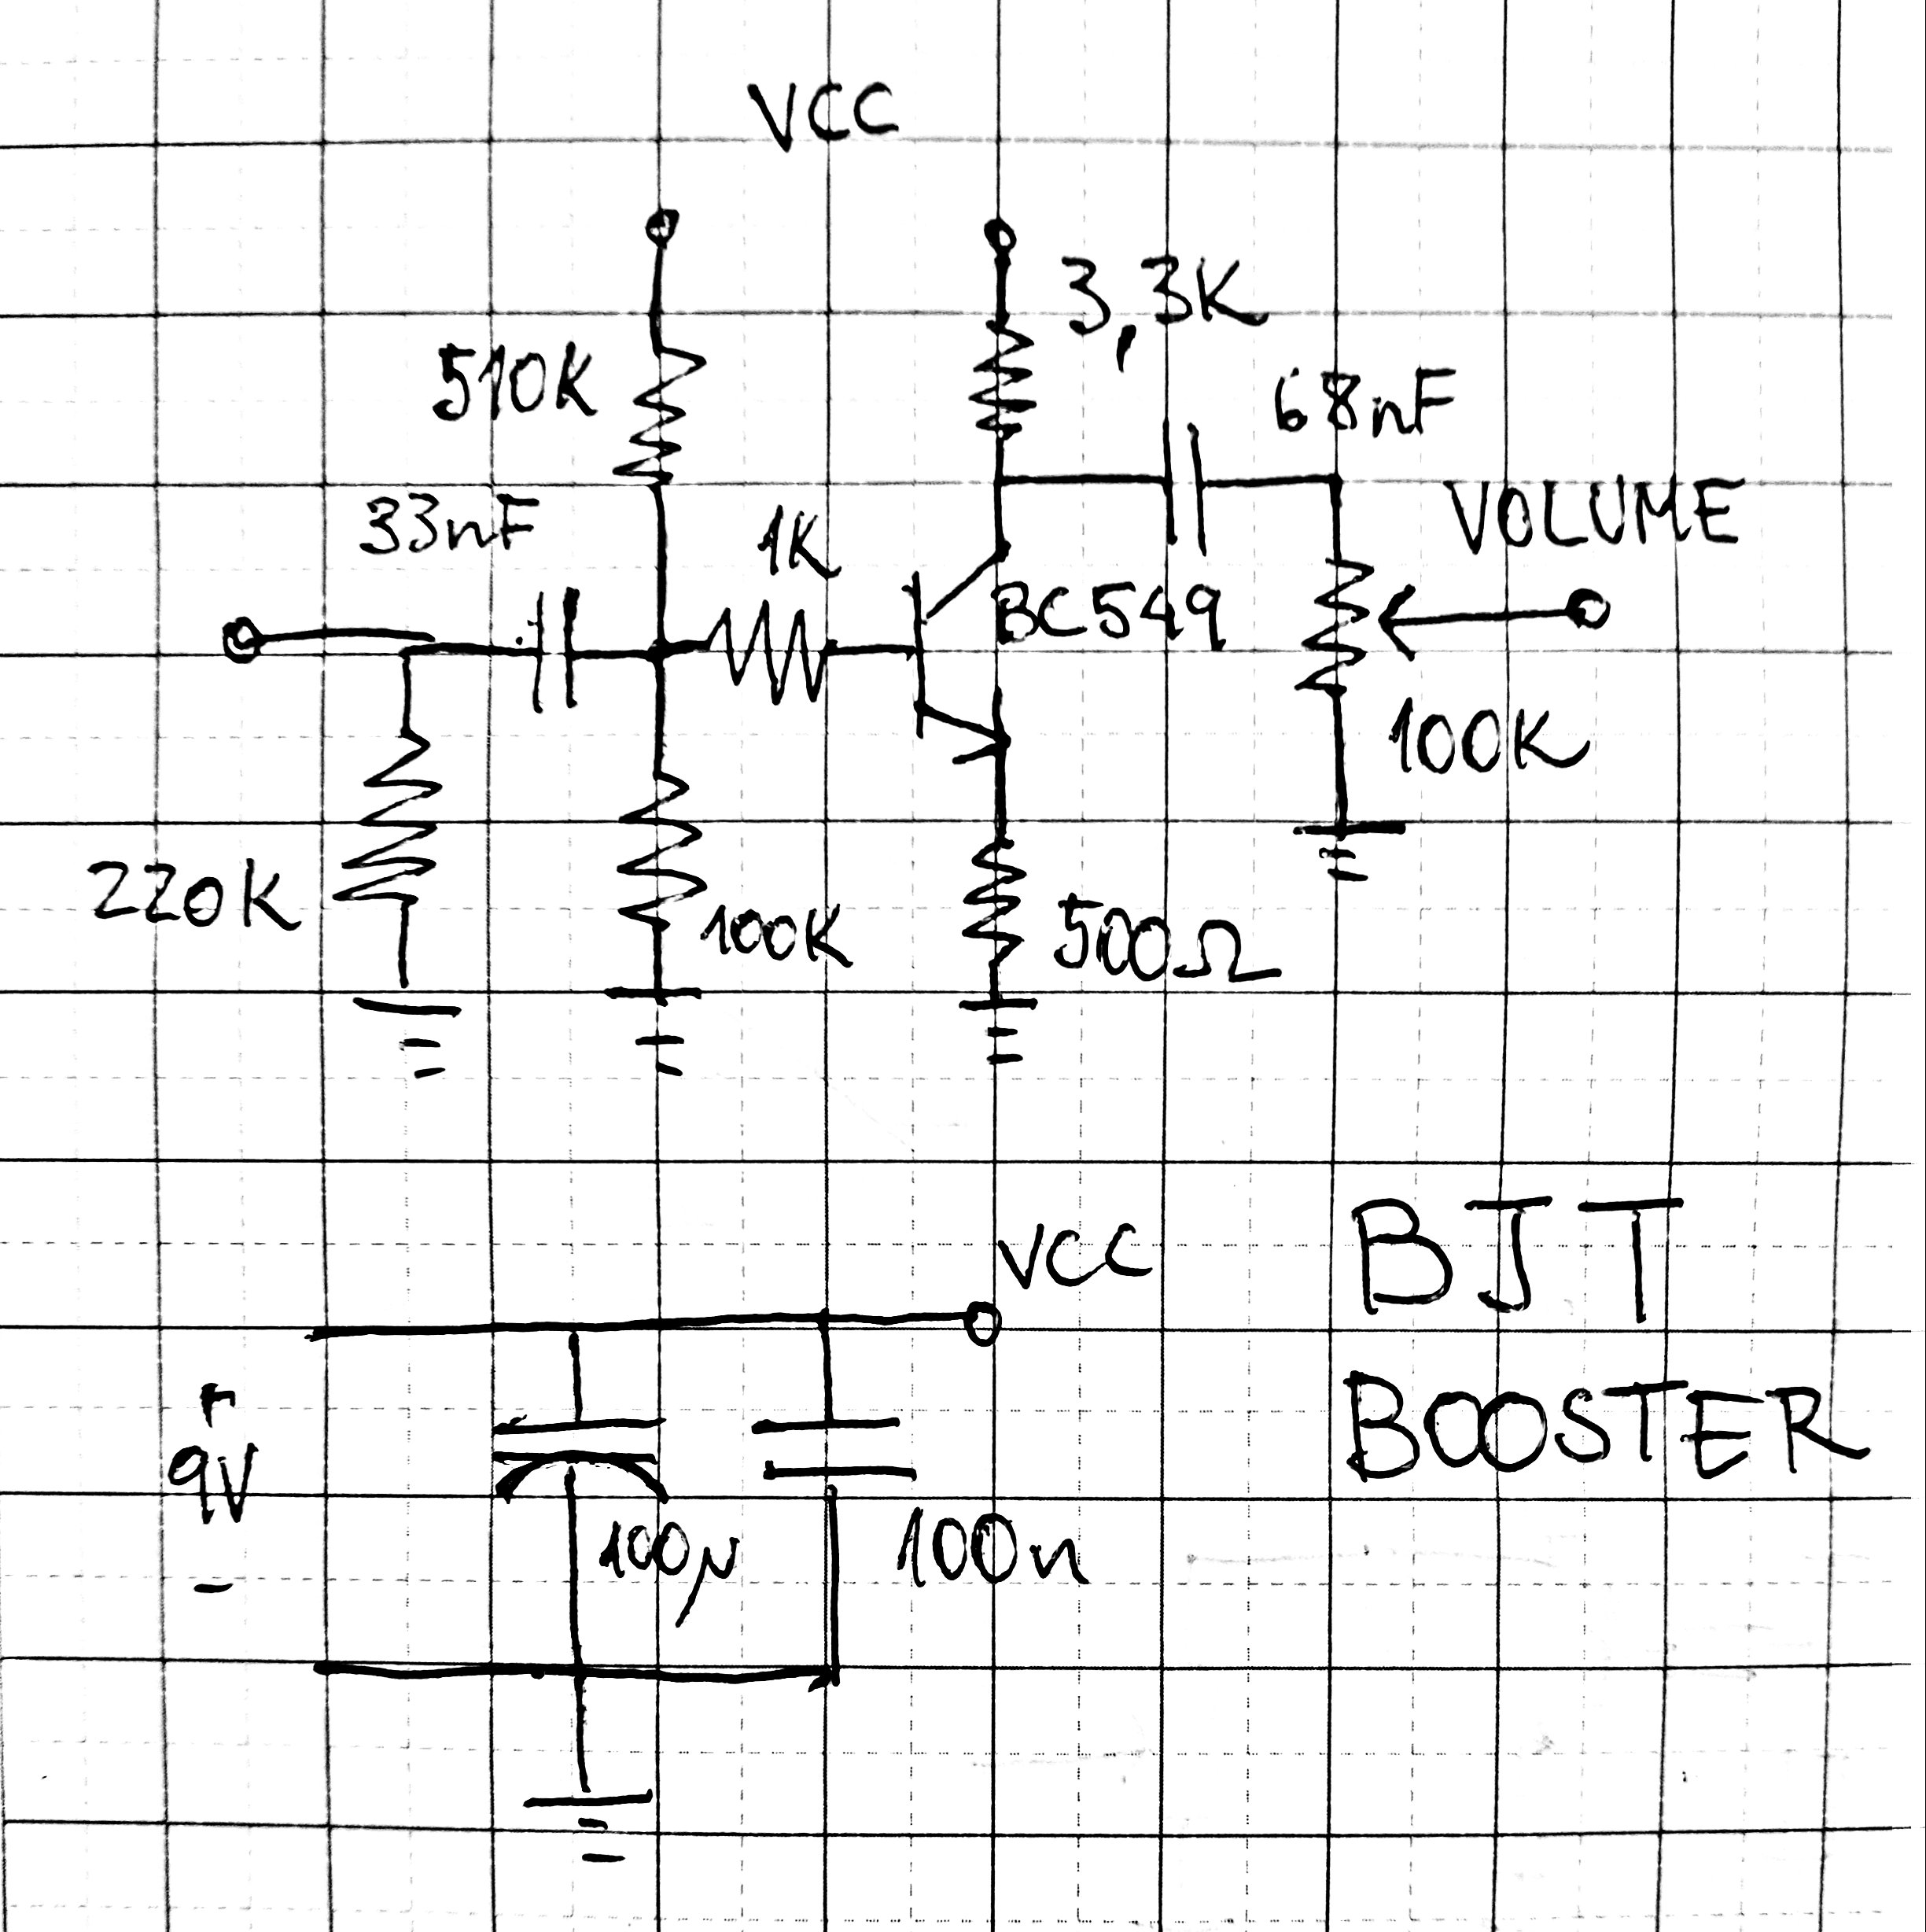 VCC
3,3K
510K
68nF
33nF
1K
VOLUME
BC549
100K
220K
100K
500Ω
VCC
BJT
+
9V
-
BOOSTER
100µ
100n